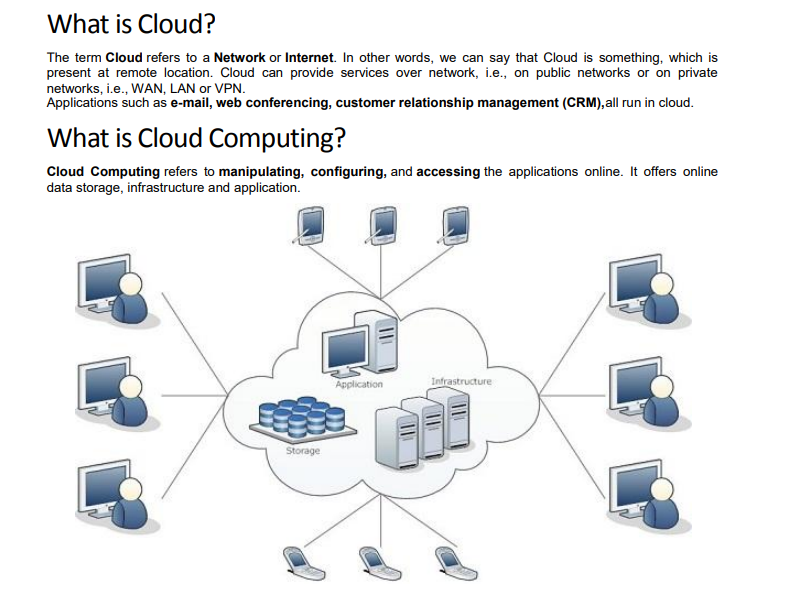 What is Cloud?
The term Cloud refers to a Network or Internet. In other words, we can say that Cloud is something, which is
present at remote location. Cloud can provide services over network, i.e., on public networks or on private
networks, i.e., WAN, LAN or VPN.
Applications such as e-mail, web conferencing, customer relationship management (CRM),all run in cloud.
What is Cloud Computing?
Cloud Computing refers to manipulating, configuring, and accessing the applications online. It offers online
data storage, infrastructure and application.
Application
Infrastructure
Storage